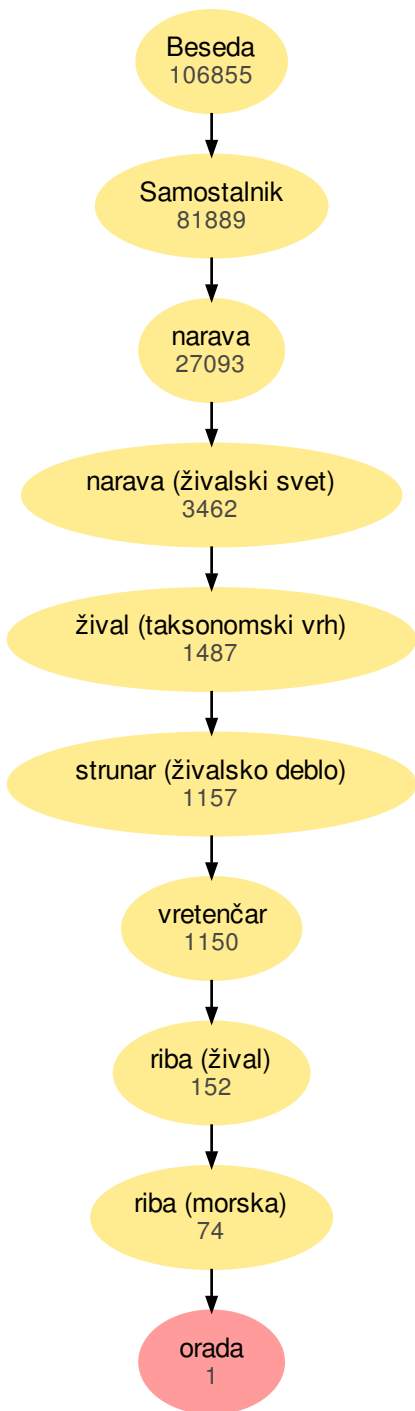 Beseda
106855
Samostalnik
81889
narava
27093
narava (živalski svet)
3462
žival (taksonomski vrh)
1487
strunar (živalsko deblo)
1157
vretenčar
1150
riba (žival)
152
riba (morska)
74
orada
1